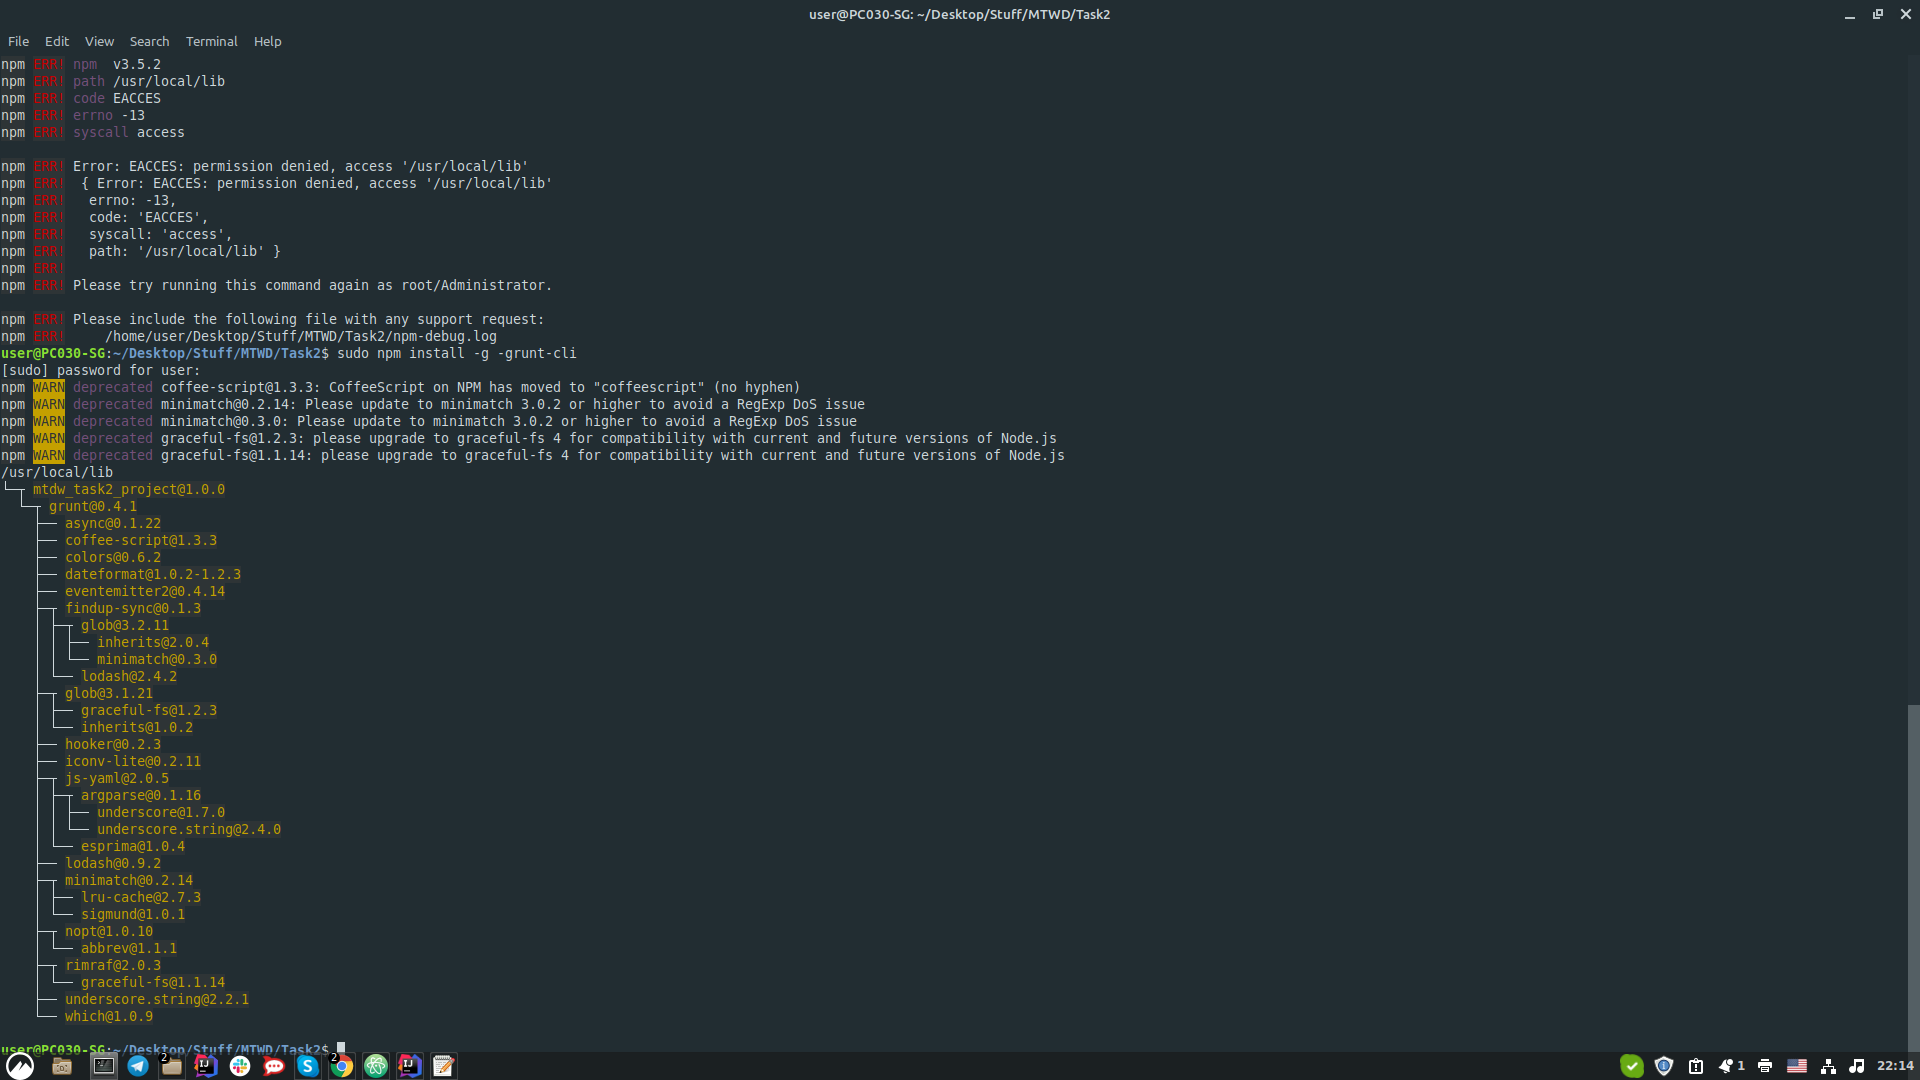 user@PC030-SG: ~/Desktop/Stuff/MTWD/Task2
File Edit View Search Terminal Help
npm ERR! npm  v3.5.2
npm ERR! path /usr/local/lib
npm ERR! code EACCES
npm ERR! errno -13
npm ERR! syscall access
npm ERR! Error: EACCES: permission denied, access '/usr/local/lib'
npm ERR!  { Error: EACCES: permission denied, access '/usr/local/lib'
npm ERR!   errno: -13,
npm ERR!   code: 'EACCES',
npm ERR!   syscall: 'access',
npm ERR!   path: '/usr/local/lib' }
npm ERR!
npm ERR! Please try running this command again as root/Administrator.
npm ERR! Please include the following file with any support request:
npm ERR!     /home/user/Desktop/Stuff/MTWD/Task2/npm-debug.log
user@PC030-SG:~/Desktop/Stuff/MTWD/Task2$ sudo npm install -g -grunt-cli
[sudo] password for user:
npm WARN deprecated coffee-script@1.3.3: CoffeeScript on NPM has moved to "coffeescript" (no hyphen)
npm WARN deprecated minimatch@0.2.14: Please update to minimatch 3.0.2 or higher to avoid a RegExp DoS issue
npm WARN deprecated minimatch@0.3.0: Please update to minimatch 3.0.2 or higher to avoid a RegExp DoS issue
npm WARN deprecated graceful-fs@1.2.3: please upgrade to graceful-fs 4 for compatibility with current and future versions of Node.js
npm WARN deprecated graceful-fs@1.1.14: please upgrade to graceful-fs 4 for compatibility with current and future versions of Node.js
/usr/local/lib
└─┬ mtdw_task2_project@1.0.0
  └─┬ grunt@0.4.1
    ├── async@0.1.22
    ├── coffee-script@1.3.3
    ├── colors@0.6.2
    ├── dateformat@1.0.2-1.2.3
    ├── eventemitter2@0.4.14
    ├─┬ findup-sync@0.1.3
    │ ├─┬ glob@3.2.11
    │ │ ├── inherits@2.0.4
    │ │ └── minimatch@0.3.0
    │ └── lodash@2.4.2
    ├─┬ glob@3.1.21
    │ ├── graceful-fs@1.2.3
    │ └── inherits@1.0.2
    ├── hooker@0.2.3
    ├── iconv-lite@0.2.11
    ├─┬ js-yaml@2.0.5
    │ ├─┬ argparse@0.1.16
    │ │ ├── underscore@1.7.0
    │ │ └── underscore.string@2.4.0
    │ └── esprima@1.0.4
    ├── lodash@0.9.2
    ├─┬ minimatch@0.2.14
    │ ├── lru-cache@2.7.3
    │ └── sigmund@1.0.1
    ├─┬ nopt@1.0.10
    │ └── abbrev@1.1.1
    ├─┬ rimraf@2.0.3
    │ └── graceful-fs@1.1.14
    ├── underscore.string@2.2.1
    └── which@1.0.9
user@PC030-SG:~/Desktop/Stuff/MTWD/Task2$
2 IJ S 2 IJ 1 22:14